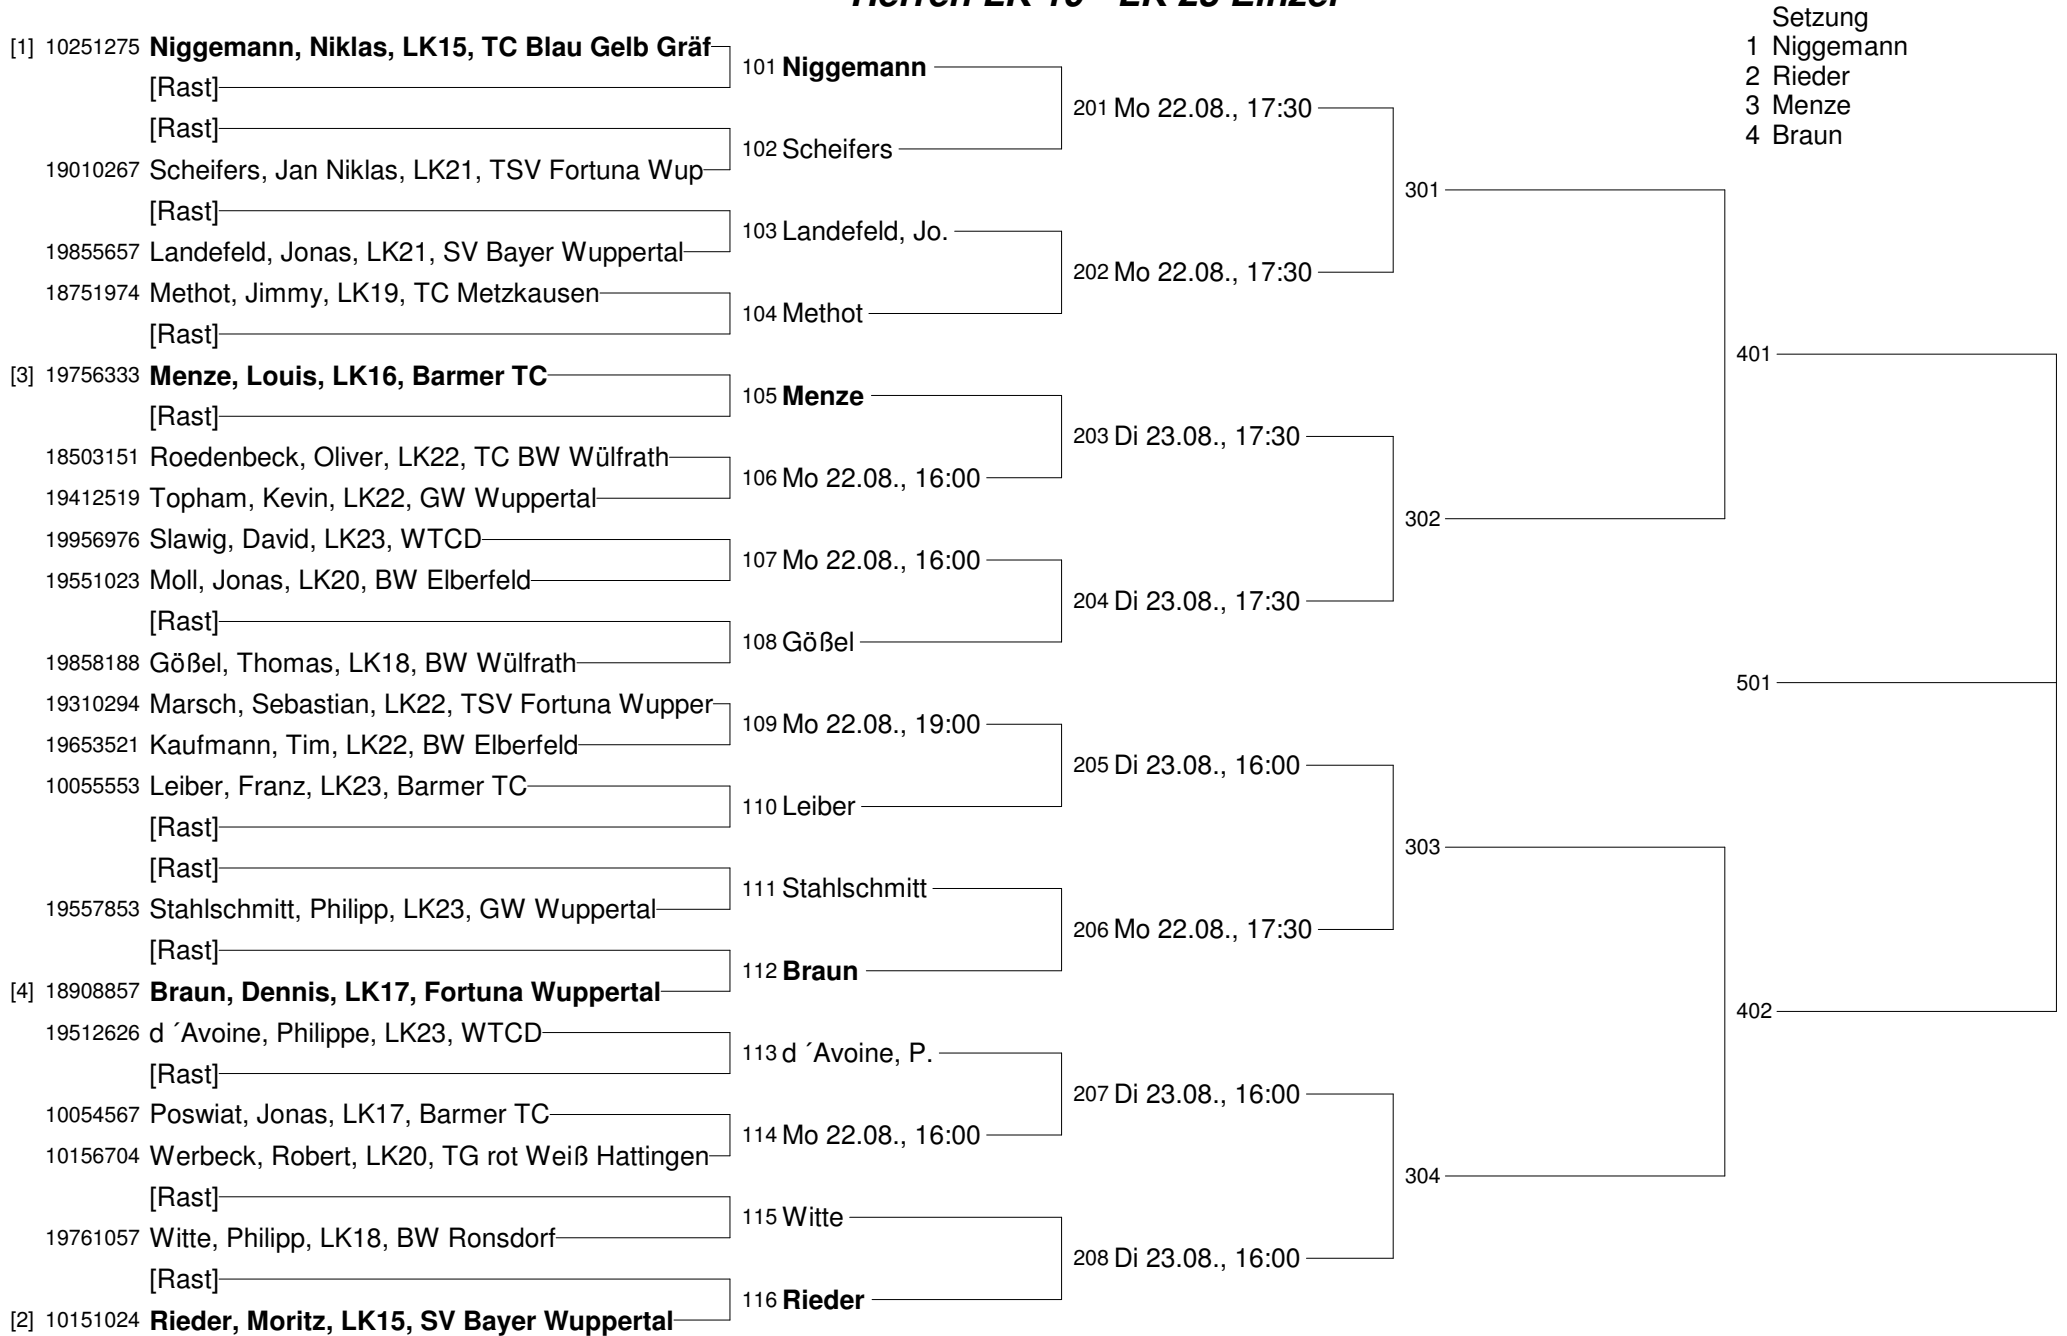 Herren LK 15 - LK 23 Einzel
Setzung
1 Niggemann
2 Rieder
3 Menze
4 Braun
[1] 10251275 Niggemann, Niklas, LK15, TC Blau Gelb Gräf
[Rast]
[Rast]
19010267 Scheifers, Jan Niklas, LK21, TSV Fortuna Wup
[Rast]
19855657 Landefeld, Jonas, LK21, SV Bayer Wuppertal
18751974 Methot, Jimmy, LK19, TC Metzkausen
[Rast]
[3] 19756333 Menze, Louis, LK16, Barmer TC
[Rast]
18503151 Roedenbeck, Oliver, LK22, TC BW Wülfrath
19412519 Topham, Kevin, LK22, GW Wuppertal
19956976 Slawig, David, LK23, WTCD
19551023 Moll, Jonas, LK20, BW Elberfeld
[Rast]
19858188 Gößel, Thomas, LK18, BW Wülfrath
19310294 Marsch, Sebastian, LK22, TSV Fortuna Wupper
19653521 Kaufmann, Tim, LK22, BW Elberfeld
10055553 Leiber, Franz, LK23, Barmer TC
[Rast]
[Rast]
19557853 Stahlschmitt, Philipp, LK23, GW Wuppertal
[Rast]
[4] 18908857 Braun, Dennis, LK17, Fortuna Wuppertal
19512626 d ´Avoine, Philippe, LK23, WTCD
[Rast]
10054567 Poswiat, Jonas, LK17, Barmer TC
10156704 Werbeck, Robert, LK20, TG rot Weiß Hattingen
[Rast]
19761057 Witte, Philipp, LK18, BW Ronsdorf
[Rast]
[2] 10151024 Rieder, Moritz, LK15, SV Bayer Wuppertal
101 Niggemann
102 Scheifers
103 Landefeld, Jo.
104 Methot
105 Menze
106 Mo 22.08., 16:00
107 Mo 22.08., 16:00
108 Gößel
109 Mo 22.08., 19:00
110 Leiber
111 Stahlschmitt
112 Braun
113 d ´Avoine, P.
114 Mo 22.08., 16:00
115 Witte
116 Rieder
201 Mo 22.08., 17:30
202 Mo 22.08., 17:30
203 Di 23.08., 17:30
204 Di 23.08., 17:30
205 Di 23.08., 16:00
206 Mo 22.08., 17:30
207 Di 23.08., 16:00
208 Di 23.08., 16:00
301
302
303
304
401
402
501